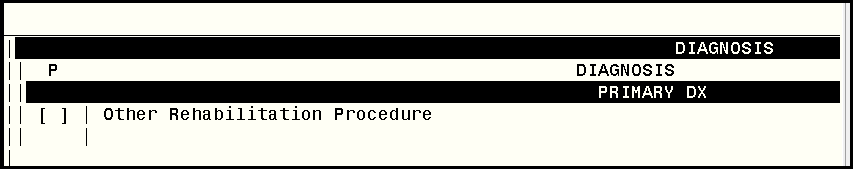 DIAGNOSIS
P DIAGNOSIS
PRIMARY DX
[ ] | Other Rehabilitation Procedure